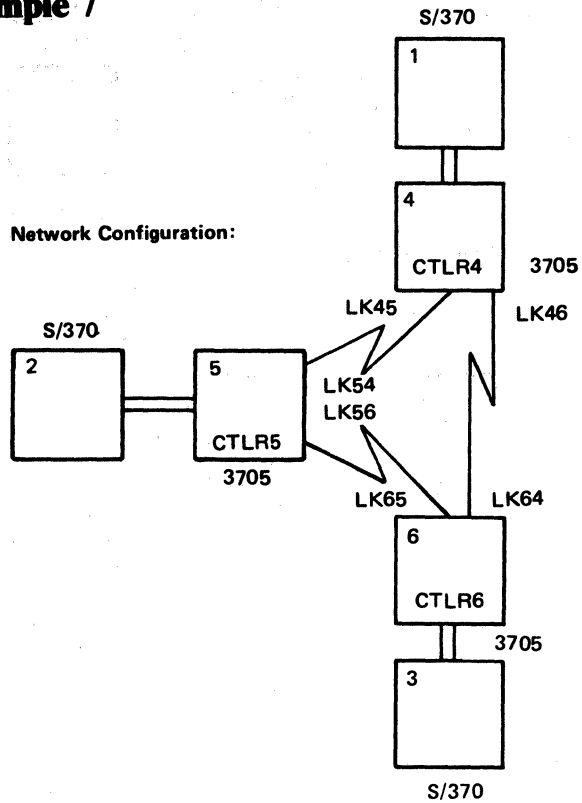 mple 7
S/370
1
4
Network Configuration:
CTLR4
3705
LK45
LK46
S/370
2
5
LK54
LK56
CTLR5
3705
LK65
LK64
6
CTLR6
3705
3
S/370